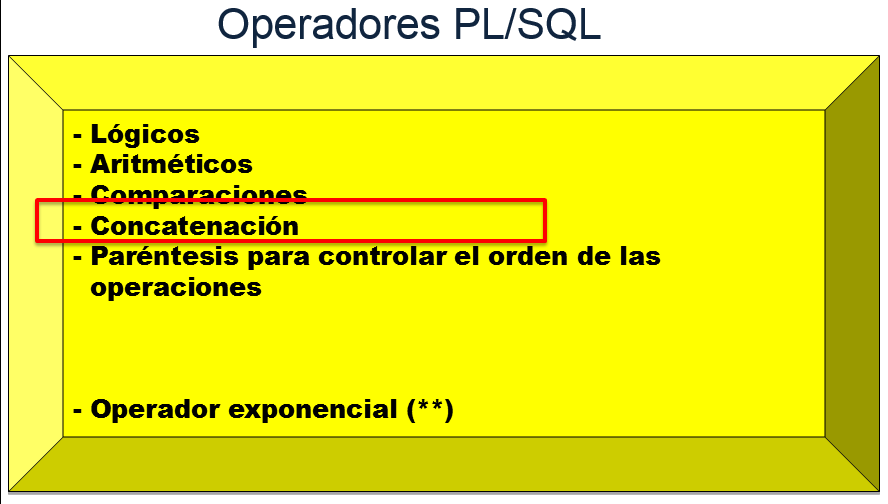 Operadores PL/SQL
- Lógicos
- Aritméticos
- Comparaciones
- Concatenación
- Paréntesis para controlar el orden de las
operaciones
- Operador exponencial (**)